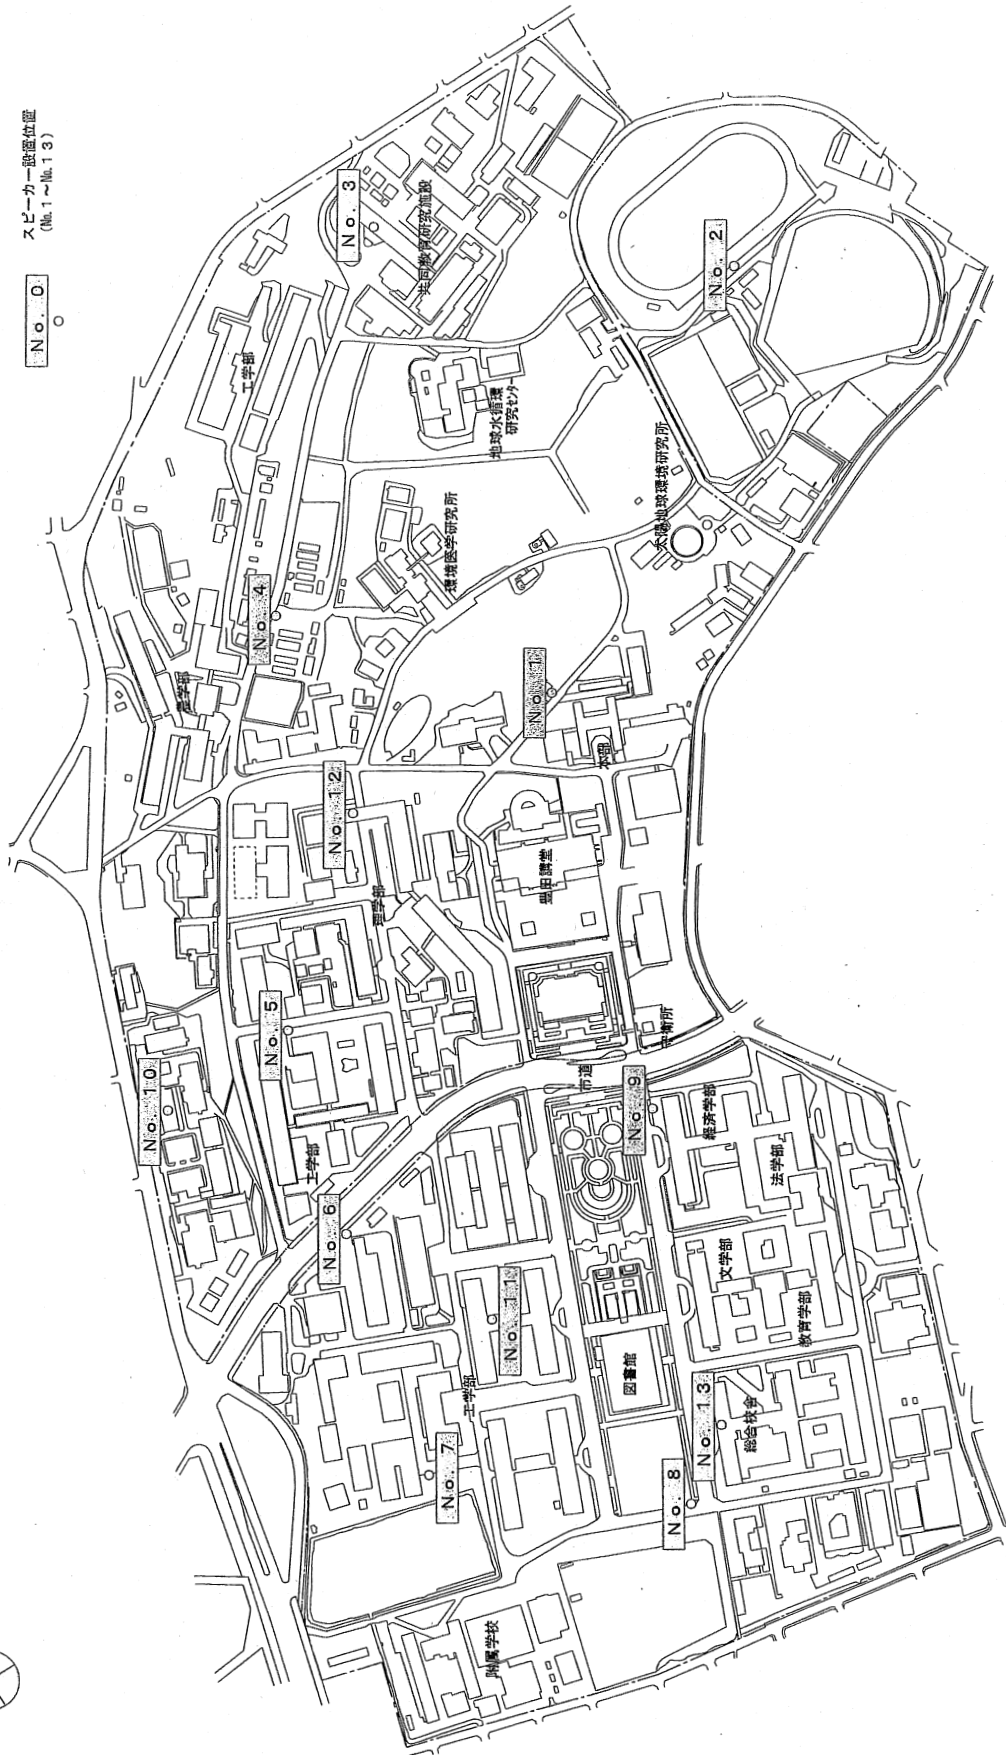 スピーカー設置位置
(No.1~No.13)
No. 0
No. 3
共同教育研究施設
No. 2
工学部
地球水循環
研究センター
太陽地球環境研究所
環境医学研究所
No. 4
農学部
No. 1
本部
No. 12
理学部
豊田講堂
No. 5
守衛所
市道
No. 10
No. 9
経済学部
法学部
工学部
No. 6
文学部
教育学部
No. 11
図書館
工学部
No. 7
No. 13
総合校舎
No. 8
附属学校